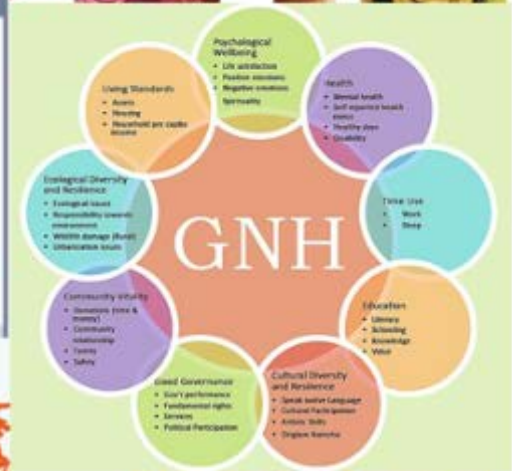 Psychological
Wellbeing
• Life satisfaction
• Positive emotions
• Negative emotions
Spirituality
Health
• Mental health
• Self reported health
status
• Healthy days
• Disability
Time Use
• Work
• Sleep
Education
• Literacy
• Schooling
• Knowledge
• Value
Cultural Diversity
and Resilience
• Speak native Language
• Cultural Participation
• Artistic Skills
• Driglam Namzha
Good Governance
• Gov't performance
• Fundamental rights
• Services
• Political Participation
Community Vitality
• Donations (time &
money)
• Community
relationship
• Family
• Safety
Ecological Diversity
and Resilience
• Ecological issues
• Responsibility towards
environment
• Wildlife damage (Rural)
• Urbanization issues
Living Standards
• Assets
• Housing
• Household per capita
income
GNH